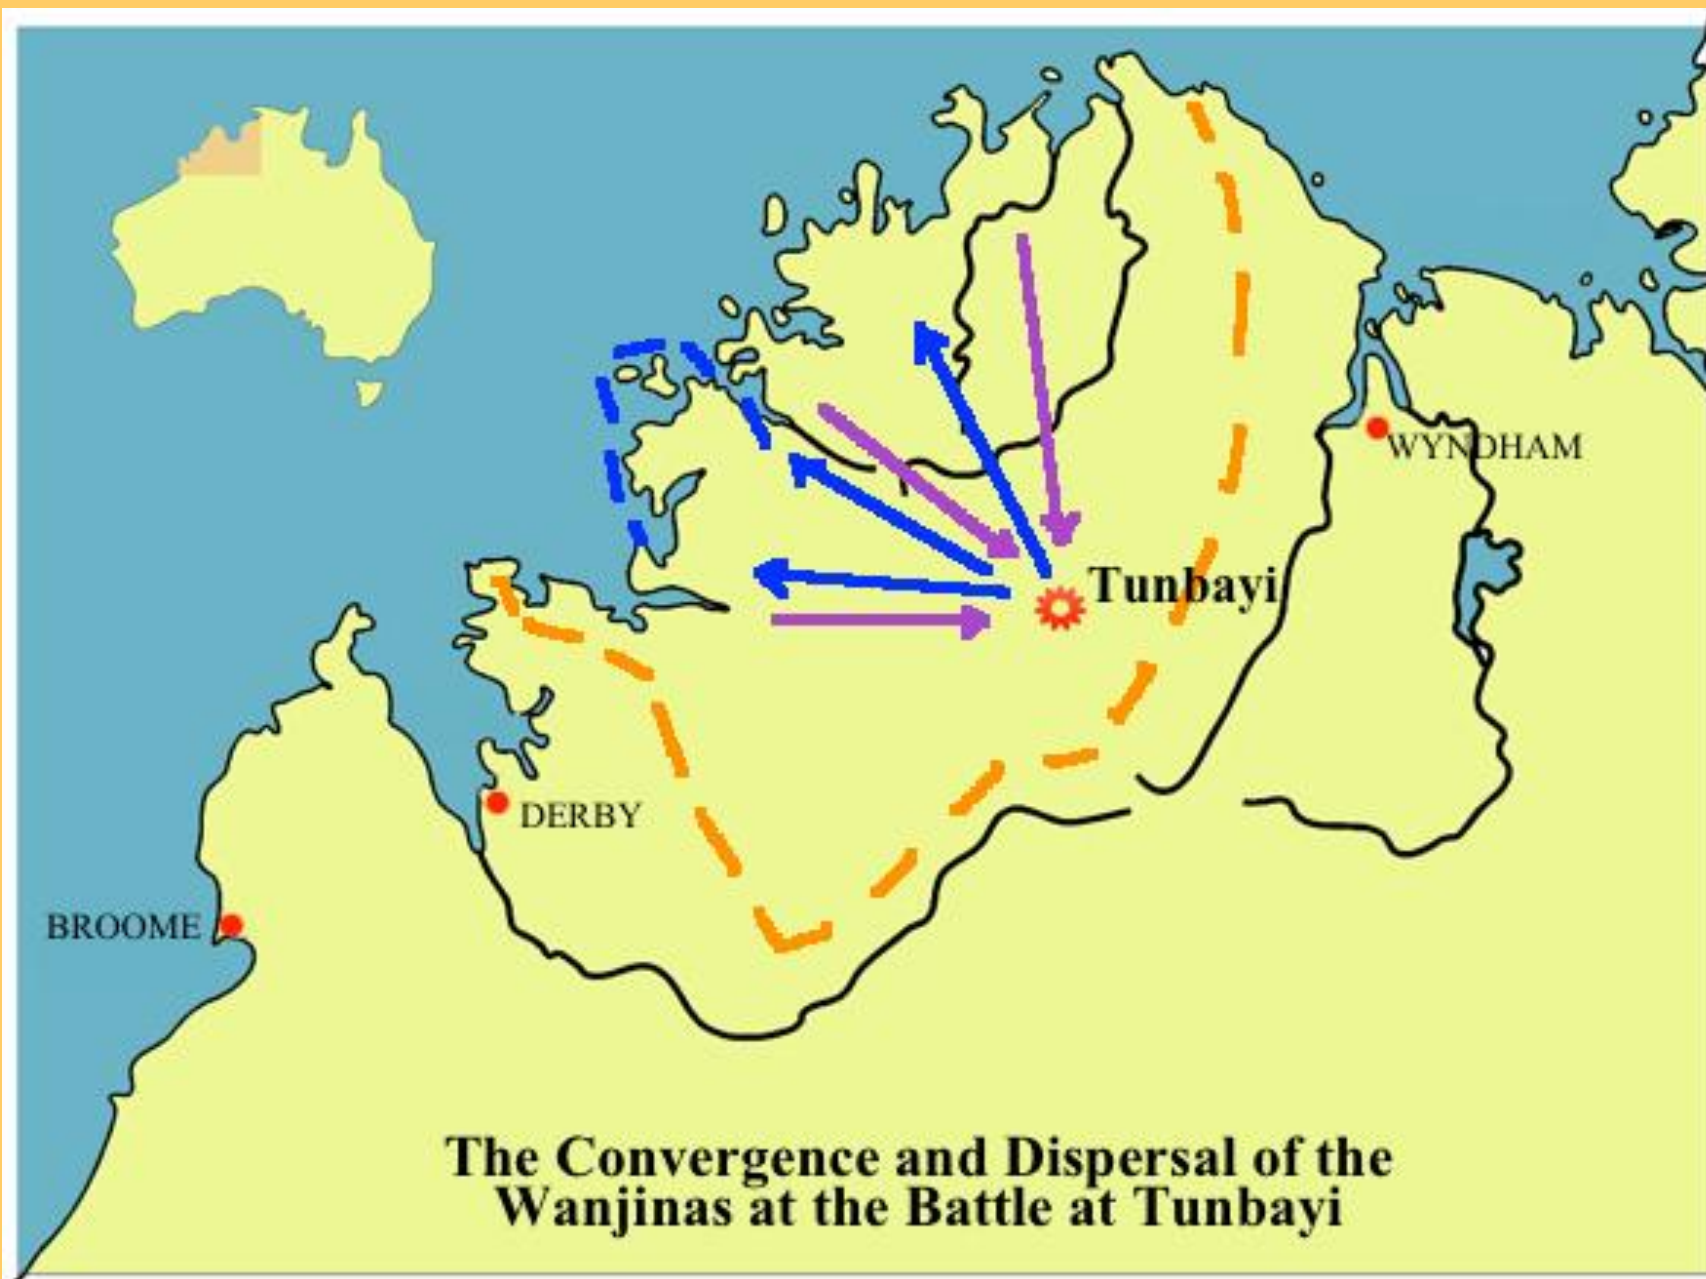 Tunbayi
WYNDHAM
DERBY
BROOME
The Convergence and Dispersal of the
Wanjinas at the Battle at Tunbayi